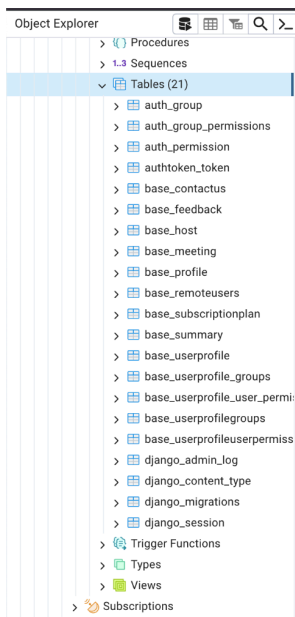 Object Explorer
Procedures
1..3 Sequences
Tables (21)
auth_group
auth_group_permissions
auth_permission
authtoken_token
base_contactus
base_feedback
base_host
base_meeting
base_profile
base_remoteusers
base_subscriptionplan
base_summary
base_userprofile
base_userprofile_groups
base_userprofile_user_permi
base_userprofilegroups
base_userprofileuserpermiss
django_admin_log
django_content_type
django_migrations
django_session
Trigger Functions
Types
Views
Subscriptions